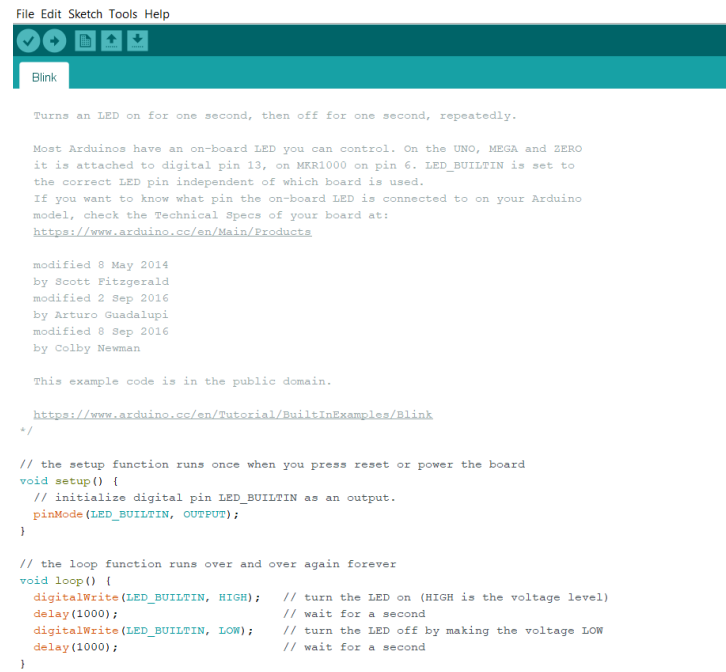 File Edit Sketch Tools Help
Blink
Turns an LED on for one second, then off for one second, repeatedly.
Most Arduinos have an on-board LED you can control. On the UNO, MEGA and ZERO
it is attached to digital pin 13, on MKR1000 on pin 6. LED_BUILTIN is set to
the correct LED pin independent of which board is used.
If you want to know what pin the on-board LED is connected to on your Arduino
model, check the Technical Specs of your board at:
https://www.arduino.cc/en/Main/Products
modified 8 May 2014
by Scott Fitzgerald
modified 2 Sep 2016
by Arturo Guadalupi
modified 8 Sep 2016
by Colby Newman
This example code is in the public domain.
https://www.arduino.cc/en/Tutorial/BuiltInExamples/Blink
*/
// the setup function runs once when you press reset or power the board
void setup() {
// initialize digital pin LED_BUILTIN as an output.
pinMode(LED_BUILTIN, OUTPUT);
}
// the loop function runs over and over again forever
void loop() {
digitalWrite(LED_BUILTIN, HIGH);   // turn the LED on (HIGH is the voltage level)
delay(1000);                       // wait for a second
digitalWrite(LED_BUILTIN, LOW);    // turn the LED off by making the voltage LOW
delay(1000);                       // wait for a second
}